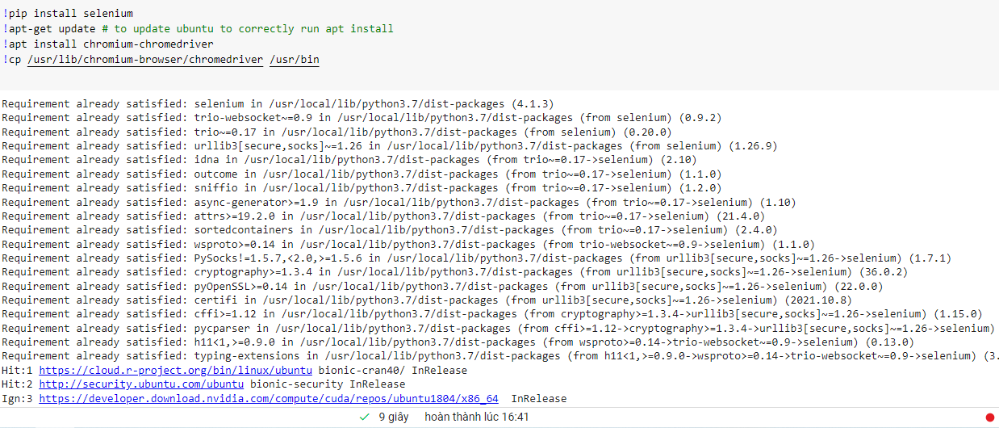 !pip install selenium
!apt-get update # to update ubuntu to correctly run apt install
!apt install chromium-chromedriver
!cp /usr/lib/chromium-browser/chromedriver /usr/bin
Requirement already satisfied: selenium in /usr/local/lib/python3.7/dist-packages (4.1.3)
Requirement already satisfied: trio-websocket~=0.9 in /usr/local/lib/python3.7/dist-packages (from selenium) (0.9.2)
Requirement already satisfied: trio~=0.17 in /usr/local/lib/python3.7/dist-packages (from selenium) (0.20.0)
Requirement already satisfied: urllib3[secure,socks]~=1.26 in /usr/local/lib/python3.7/dist-packages (from selenium) (1.26.9)
Requirement already satisfied: idna in /usr/local/lib/python3.7/dist-packages (from trio~=0.17->selenium) (2.10)
Requirement already satisfied: outcome in /usr/local/lib/python3.7/dist-packages (from trio~=0.17->selenium) (1.1.0)
Requirement already satisfied: sniffio in /usr/local/lib/python3.7/dist-packages (from trio~=0.17->selenium) (1.2.0)
Requirement already satisfied: async-generator>=1.9 in /usr/local/lib/python3.7/dist-packages (from trio~=0.17->selenium) (1.10)
Requirement already satisfied: attrs>=19.2.0 in /usr/local/lib/python3.7/dist-packages (from trio~=0.17->selenium) (21.4.0)
Requirement already satisfied: sortedcontainers in /usr/local/lib/python3.7/dist-packages (from trio~=0.17->selenium) (2.4.0)
Requirement already satisfied: wsproto>=0.14 in /usr/local/lib/python3.7/dist-packages (from trio-websocket~=0.9->selenium) (1.1.0)
Requirement already satisfied: PySocks!=1.5.7,<2.0,>=1.5.6 in /usr/local/lib/python3.7/dist-packages (from urllib3[secure,socks]~=1.26->selenium) (1.7.1)
Requirement already satisfied: cryptography>=1.3.4 in /usr/local/lib/python3.7/dist-packages (from urllib3[secure,socks]~=1.26->selenium) (36.0.2)
Requirement already satisfied: pyOpenSSL>=0.14 in /usr/local/lib/python3.7/dist-packages (from urllib3[secure,socks]~=1.26->selenium) (22.0.0)
Requirement already satisfied: certifi in /usr/local/lib/python3.7/dist-packages (from urllib3[secure,socks]~=1.26->selenium) (2021.10.8)
Requirement already satisfied: cffi>=1.12 in /usr/local/lib/python3.7/dist-packages (from cryptography>=1.3.4->urllib3[secure,socks]~=1.26->selenium) (1.15.0)
Requirement already satisfied: pycparser in /usr/local/lib/python3.7/dist-packages (from cffi>=1.12->cryptography>=1.3.4->urllib3[secure,socks]~=1.26->selenium)
Requirement already satisfied: h11<1,>=0.9.0 in /usr/local/lib/python3.7/dist-packages (from wsproto>=0.14->trio-websocket~=0.9->selenium) (0.13.0)
Requirement already satisfied: typing-extensions in /usr/local/lib/python3.7/dist-packages (from h11<1,>=0.9.0->wsproto>=0.14->trio-websocket~=0.9->selenium) (3.
Hit:1 https://cloud.r-project.org/bin/linux/ubuntu bionic-cran40/ InRelease
Hit:2 http://security.ubuntu.com/ubuntu bionic-security InRelease
Ign:3 https://developer.download.nvidia.com/compute/cuda/repos/ubuntu1804/x86_64 InRelease
9 giây hoàn thành lúc 16:41